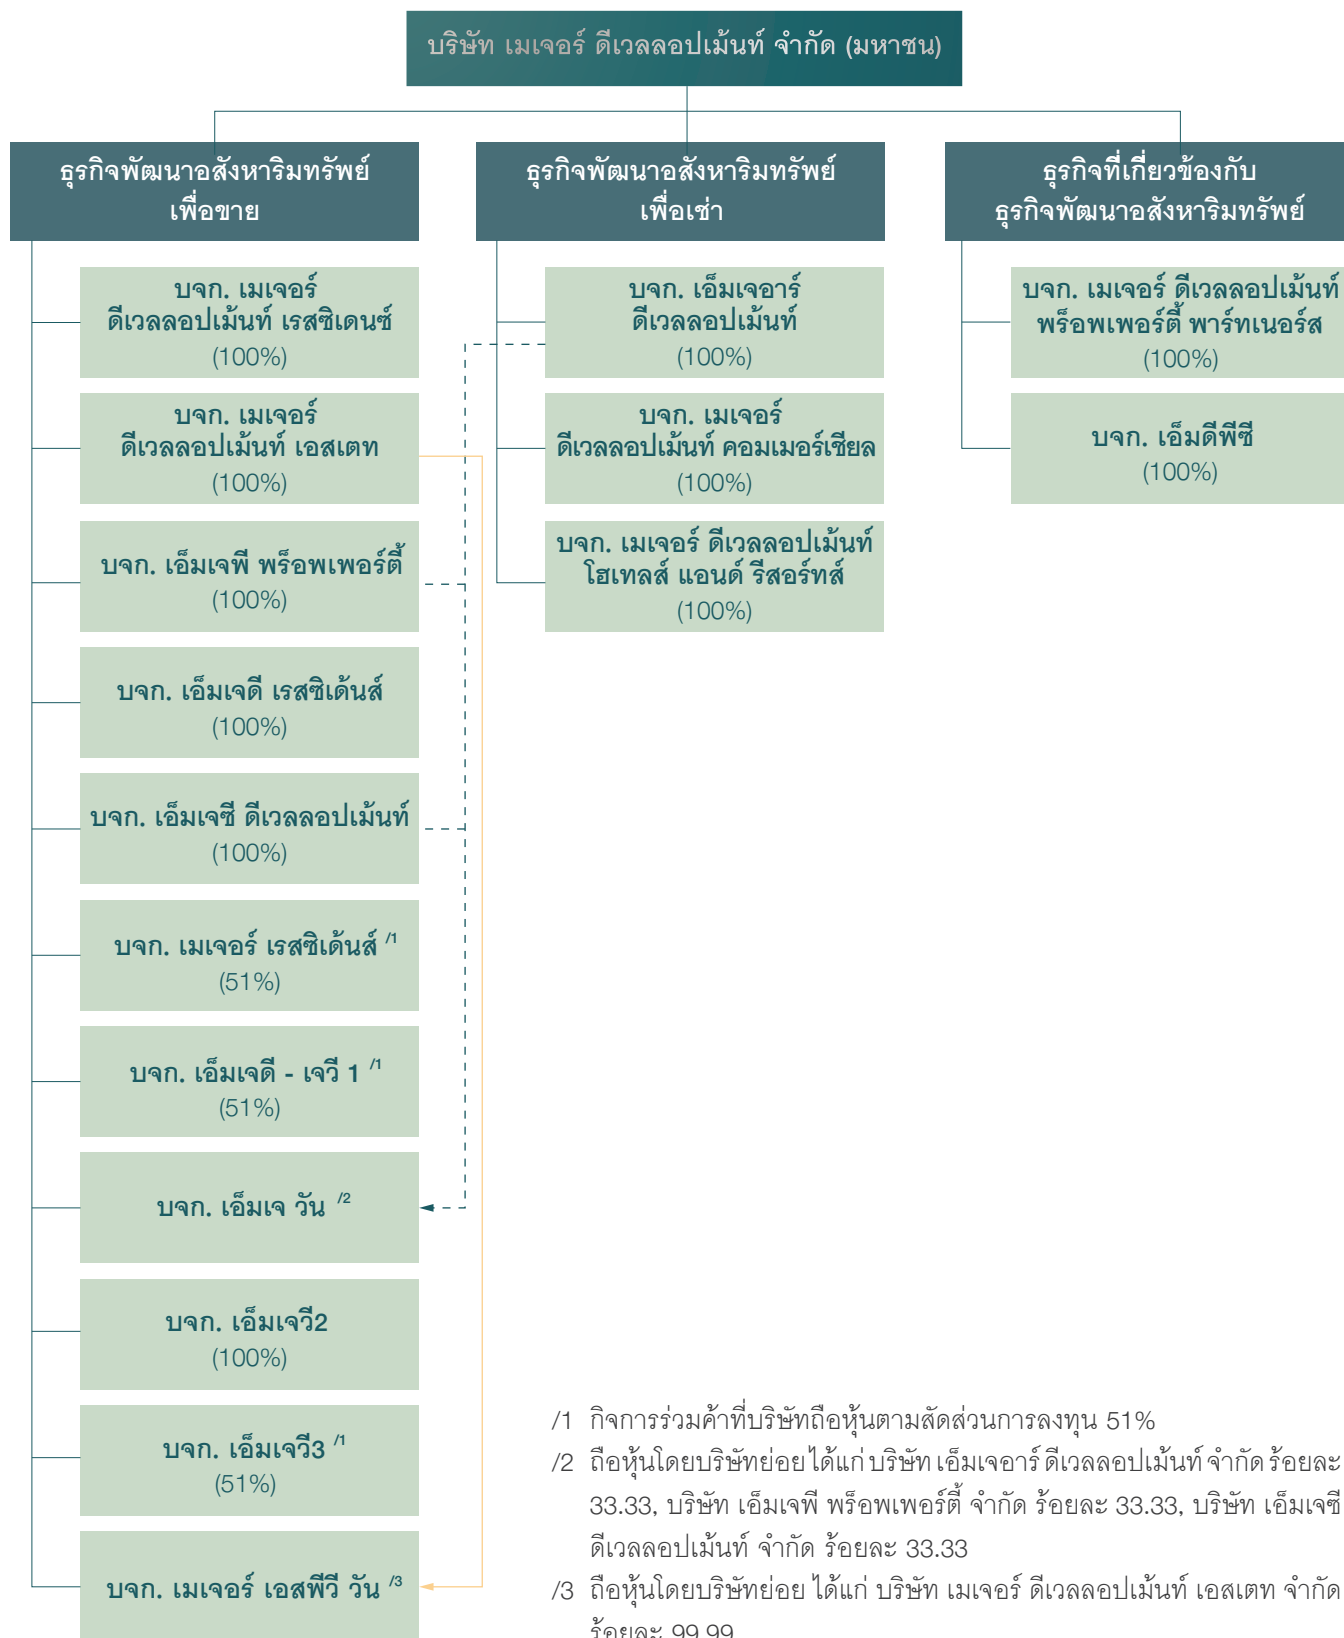 บริษัท เมเจอร์ ดีเวลลอปเม้นท์ จำกัด (มหาชน)
ธุรกิจพัฒนาอสังหาริมทรัพย์
เพื่อขาย
บจก. เมเจอร์
ดีเวลลอปเม้นท์ เรสซิเดนซ์
(100%)
บจก. เมเจอร์
ดีเวลลอปเม้นท์ เอสเตท
(100%)
บจก. เอ็มเจพี พร็อพเพอร์ตี้
(100%)
บจก. เอ็มเจดี เรสซิเด้นส์
(100%)
บจก. เอ็มเจซี ดีเวลลอปเม้นท์
(100%)
บจก. เมเจอร์ เรสซิเด้นส์ /1
(51%)
บจก. เอ็มเจดี - เจวี 1 /1
(51%)
บจก. เอ็มเจ วัน /2
บจก. เอ็มเจวี2
(100%)
บจก. เอ็มเจวี3 /1
(51%)
บจก. เมเจอร์ เอสพีวี วัน /3
ธุรกิจพัฒนาอสังหาริมทรัพย์
เพื่อเช่า
บจก. เอ็มเจอาร์
ดีเวลลอปเม้นท์
(100%)
บจก. เมเจอร์
ดีเวลลอปเม้นท์ คอมเมอร์เชียล
(100%)
บจก. เมเจอร์ ดีเวลลอปเม้นท์
โฮเทลส์ แอนด์ รีสอร์ทส์
(100%)
ธุรกิจที่เกี่ยวข้องกับ
ธุรกิจพัฒนาอสังหาริมทรัพย์
บจก. เมเจอร์ ดีเวลลอปเม้นท์
พร็อพเพอร์ตี้ พาร์ทเนอร์ส
(100%)
บจก. เอ็มดีพีซี
(100%)
/1 กิจการร่วมค้าที่บริษัทถือหุ้นตามสัดส่วนการลงทุน 51%
/2 ถือหุ้นโดยบริษัทย่อย ได้แก่ บริษัท เอ็มเจอาร์ ดีเวลลอปเม้นท์ จำกัด ร้อยละ
33.33, บริษัท เอ็มเจพี พร็อพเพอร์ตี้ จำกัด ร้อยละ 33.33, บริษัท เอ็มเจซี
ดีเวลลอปเม้นท์ จำกัด ร้อยละ 33.33
/3 ถือหุ้นโดยบริษัทย่อย ได้แก่ บริษัท เมเจอร์ ดีเวลลอปเม้นท์ เอสเตท จำกัด
ร้อยละ 99.99